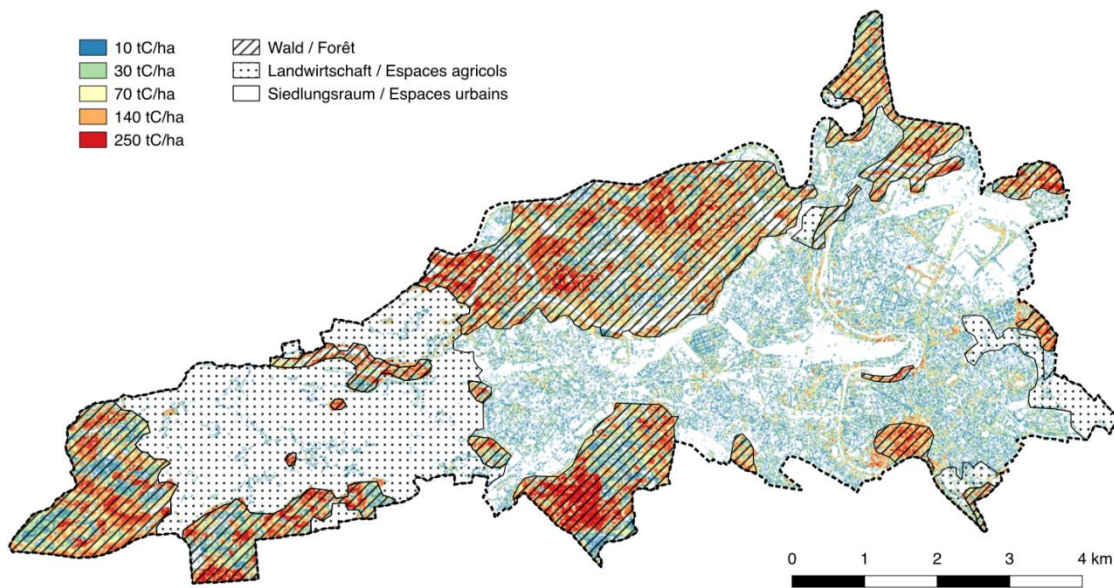 10 tC/ha
30 tC/ha
70 tC/ha
140 tC/ha
250 tC/ha
Wald / Forêt
Landwirtschaft / Espaces agricols
Siedlungsraum / Espaces urbains
0 1 2 3 4 km